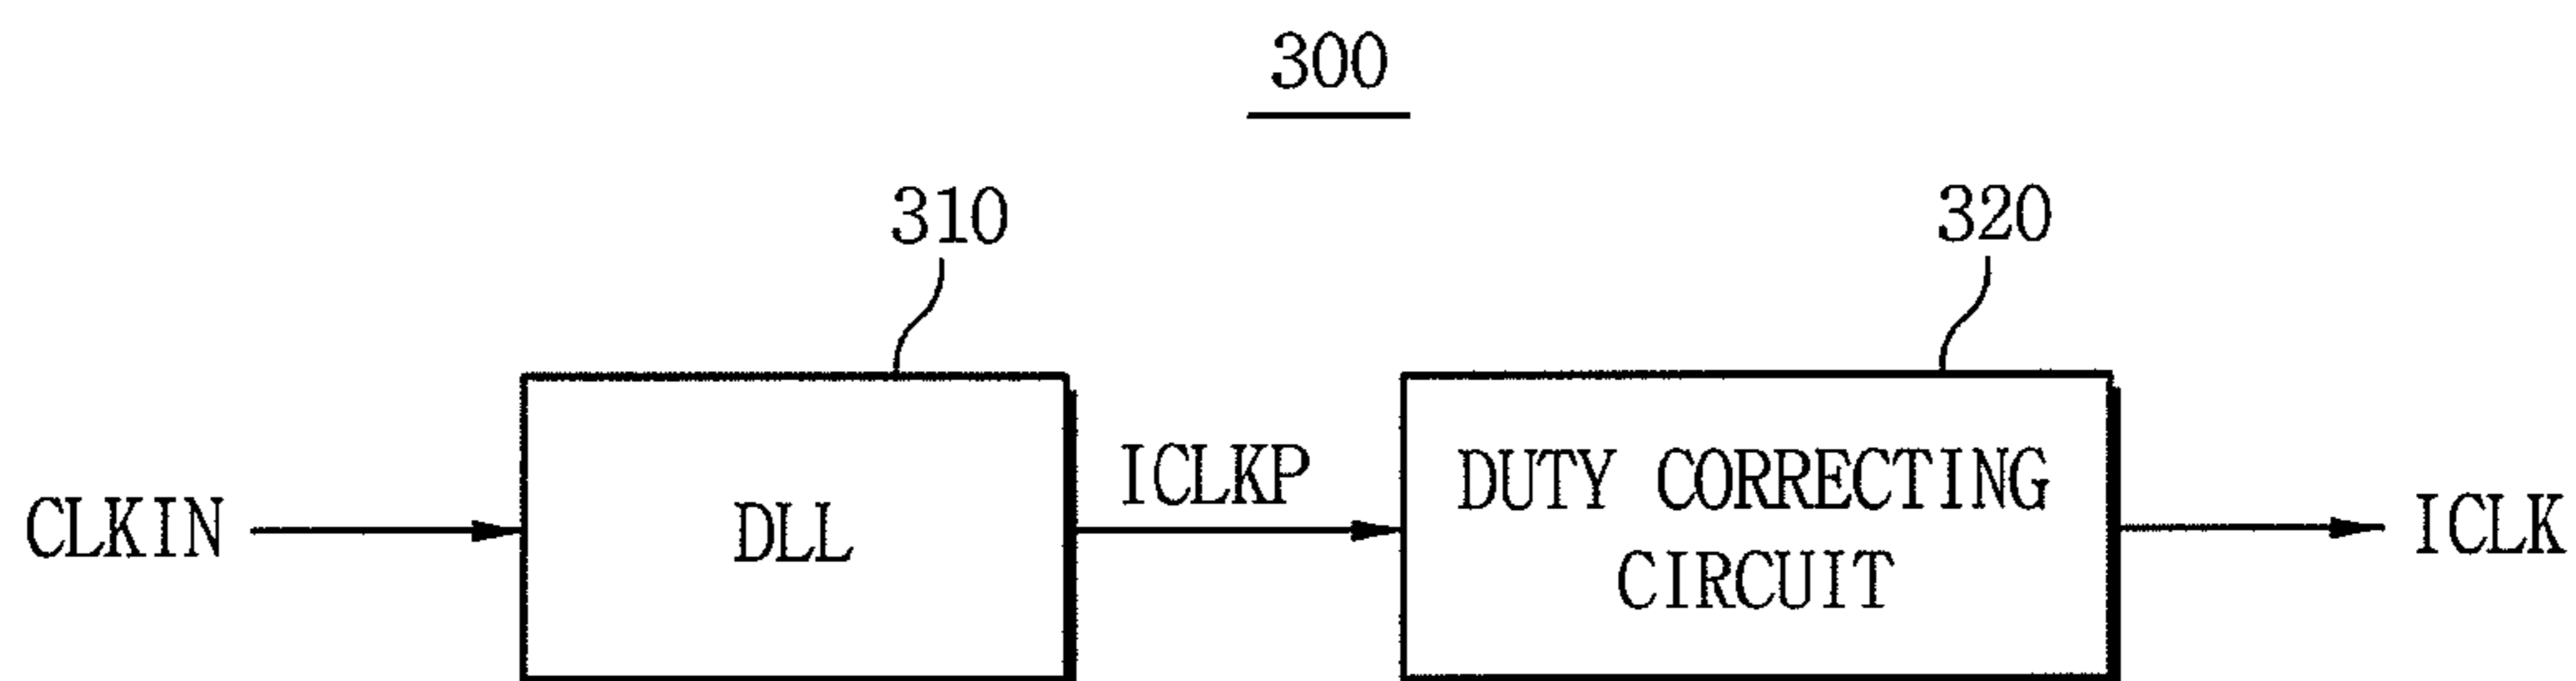 300
310
320
CLKIN
DLL
ICLKP
DUTY CORRECTING
CIRCUIT
ICLK